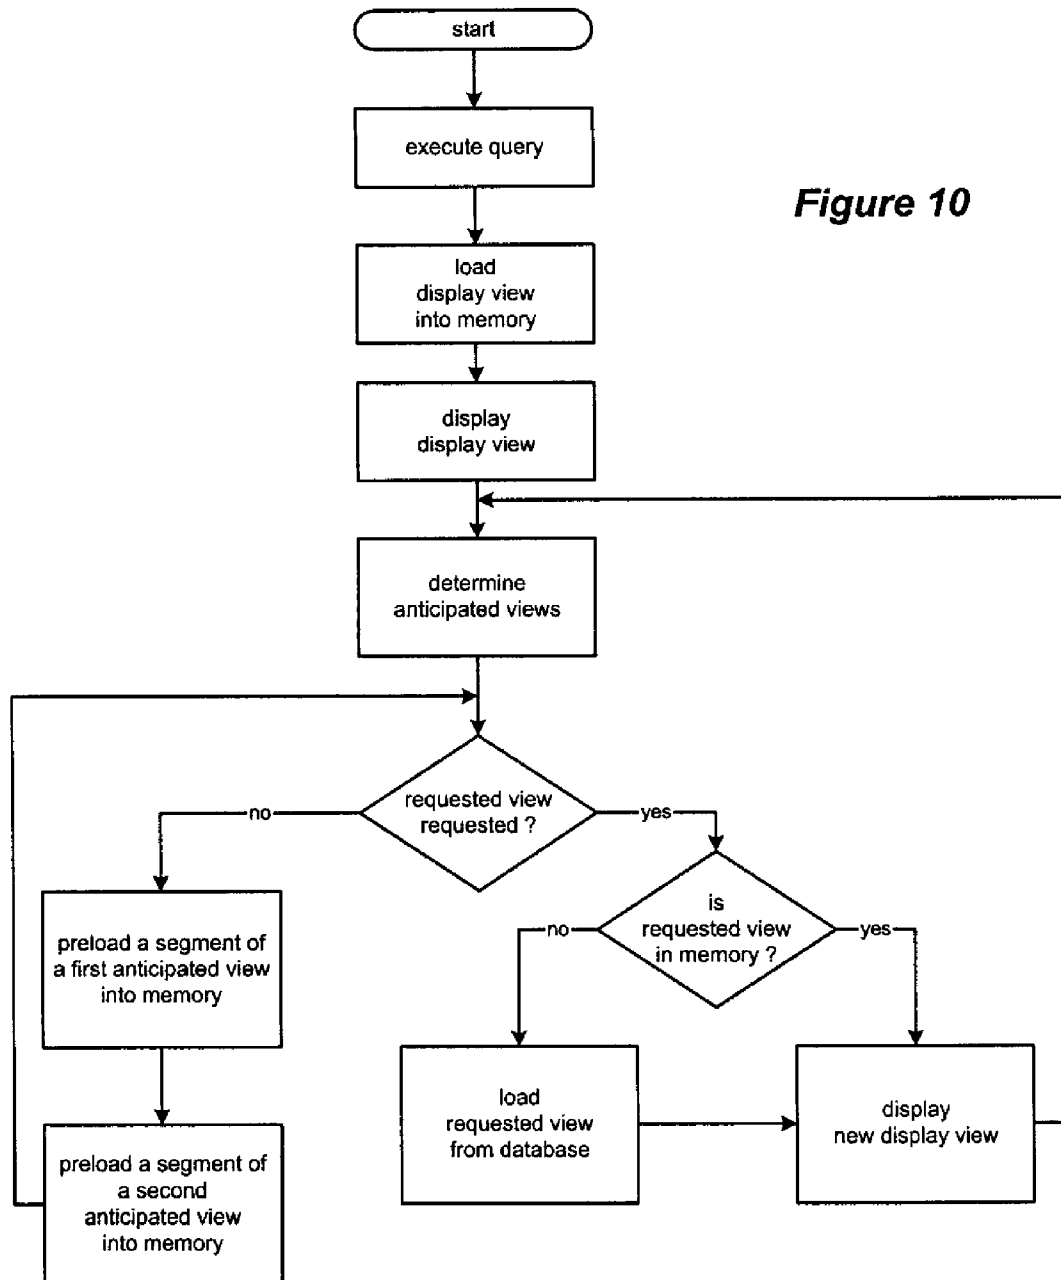 start
execute query
Figure 10
load
display view
into memory
display
display view
determine
anticipated views
requested view
requested ?
no
yes
is
requested view
in memory ?
no
yes
preload a segment of
a first anticipated view
into memory
load
requested view
from database
display
new display view
preload a segment of
a second
anticipated view
into memory